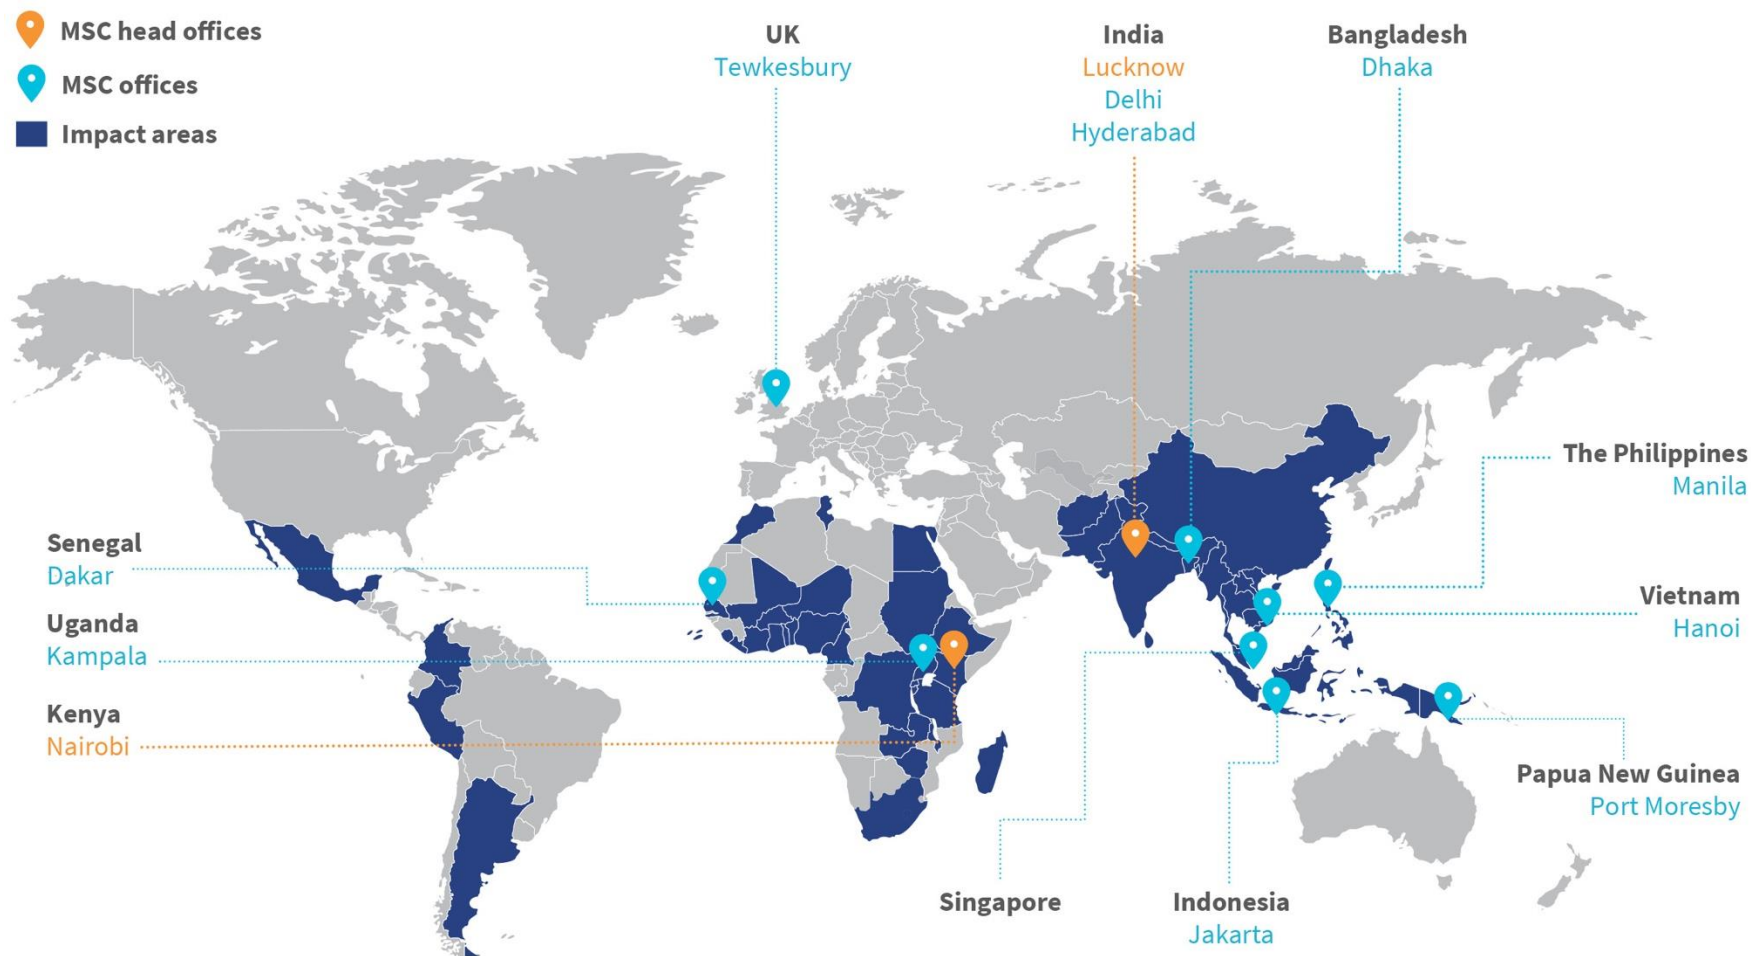 MSC head offices
MSC offices
Impact areas
UK
Tewkesbury
India
Lucknow
Delhi
Hyderabad
Bangladesh
Dhaka
The Philippines
Manila
Senegal
Dakar
Uganda
Kampala
Kenya
Nairobi
Vietnam
Hanoi
Papua New Guinea
Port Moresby
Singapore
Indonesia
Jakarta